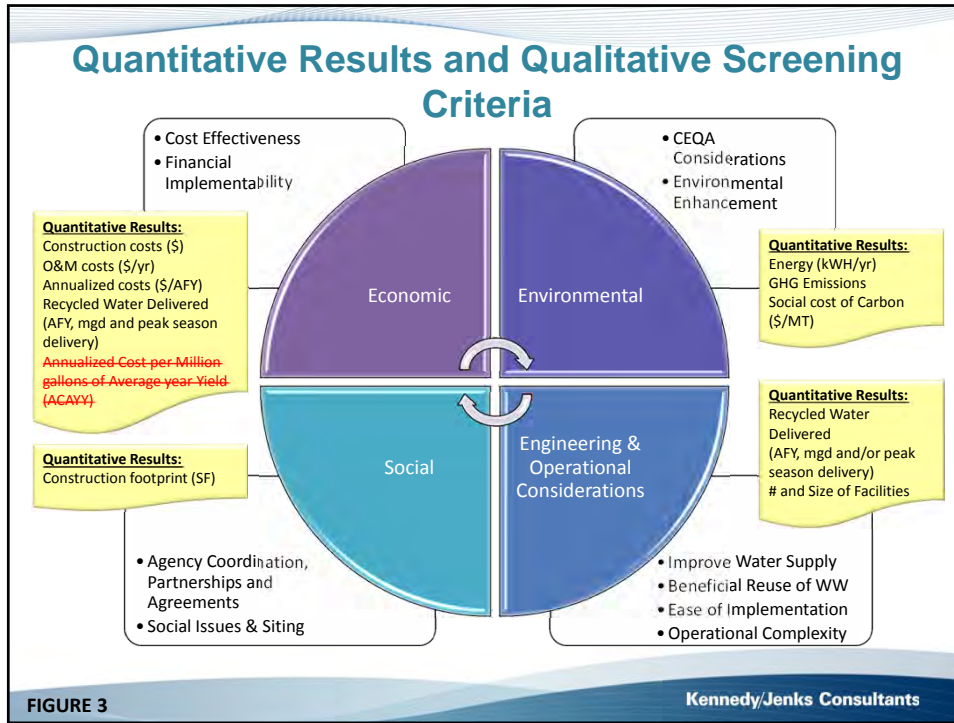 Quantitative Results and Qualitative Screening
Criteria
• Cost Effectiveness
• Financial
Implementability
• CEQA
Considerations
• Environmental
Enhancement
Quantitative Results:
Construction costs ($)
O&M costs ($/yr)
Annualized costs ($/AFY)
Recycled Water Delivered
(AFY, mgd and peak season
delivery)
Annualized Cost per Million
gallons of Average year Yield
(ACAYY)
Economic
Environmental
Quantitative Results:
Energy (kWH/yr)
GHG Emissions
Social cost of Carbon
($/MT)
Quantitative Results:
Construction footprint (SF)
Social
Engineering &
Operational
Considerations
Quantitative Results:
Recycled Water
Delivered
(AFY, mgd and/or peak
season delivery)
# and Size of Facilities
• Agency Coordination,
Partnerships and
Agreements
• Social Issues & Siting
• Improve Water Supply
• Beneficial Reuse of WW
• Ease of Implementation
• Operational Complexity
FIGURE 3
Kennedy/Jenks Consultants